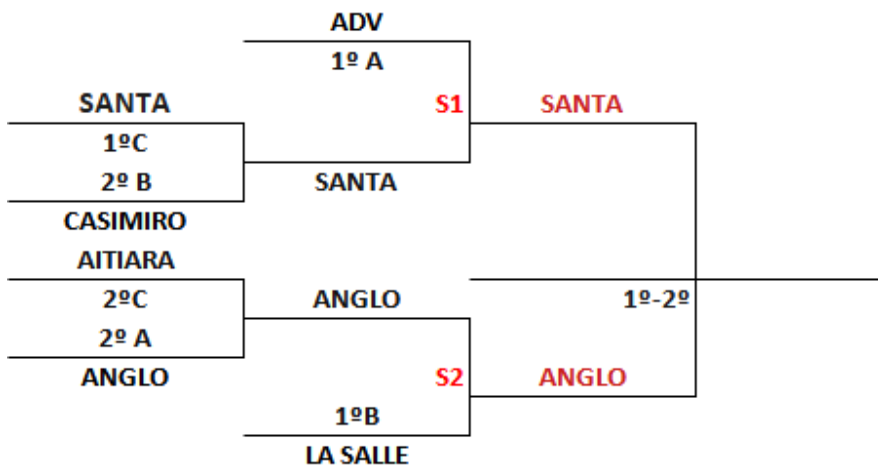 ADV
1º A
SANTA
S1
SANTA
1ºC
2º B
SANTA
CASIMIRO
AITIARA
2ºC
ANGLO
1º-2º
2º A
ANGLO
S2
ANGLO
1ºB
LA SALLE